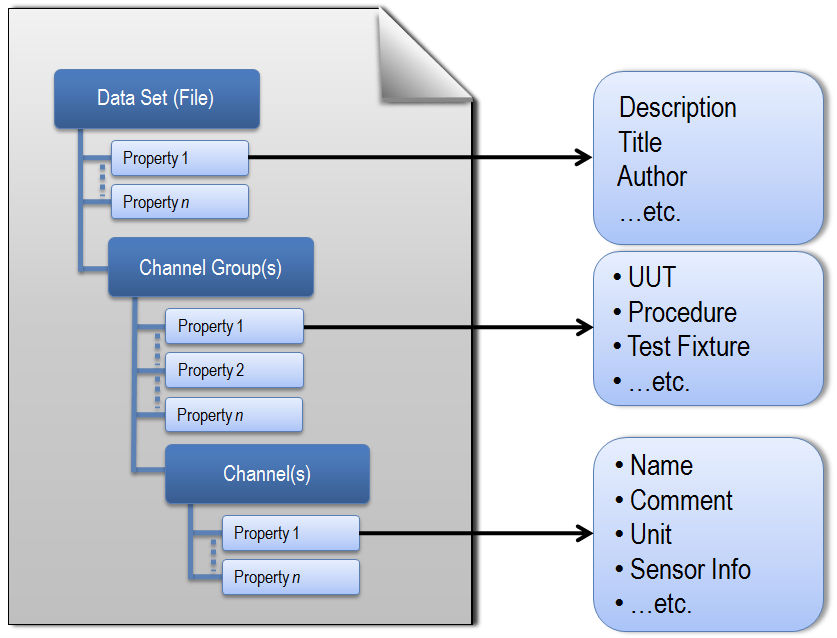 Data Set (File)
Property 1
Property n
Channel Group(s)
Property 1
Property 2
Property n
Channel(s)
Property 1
Property n
Description
Title
Author
…etc.
• UUT
• Procedure
• Test Fixture
• …etc.
• Name
• Comment
• Unit
• Sensor Info
• …etc.